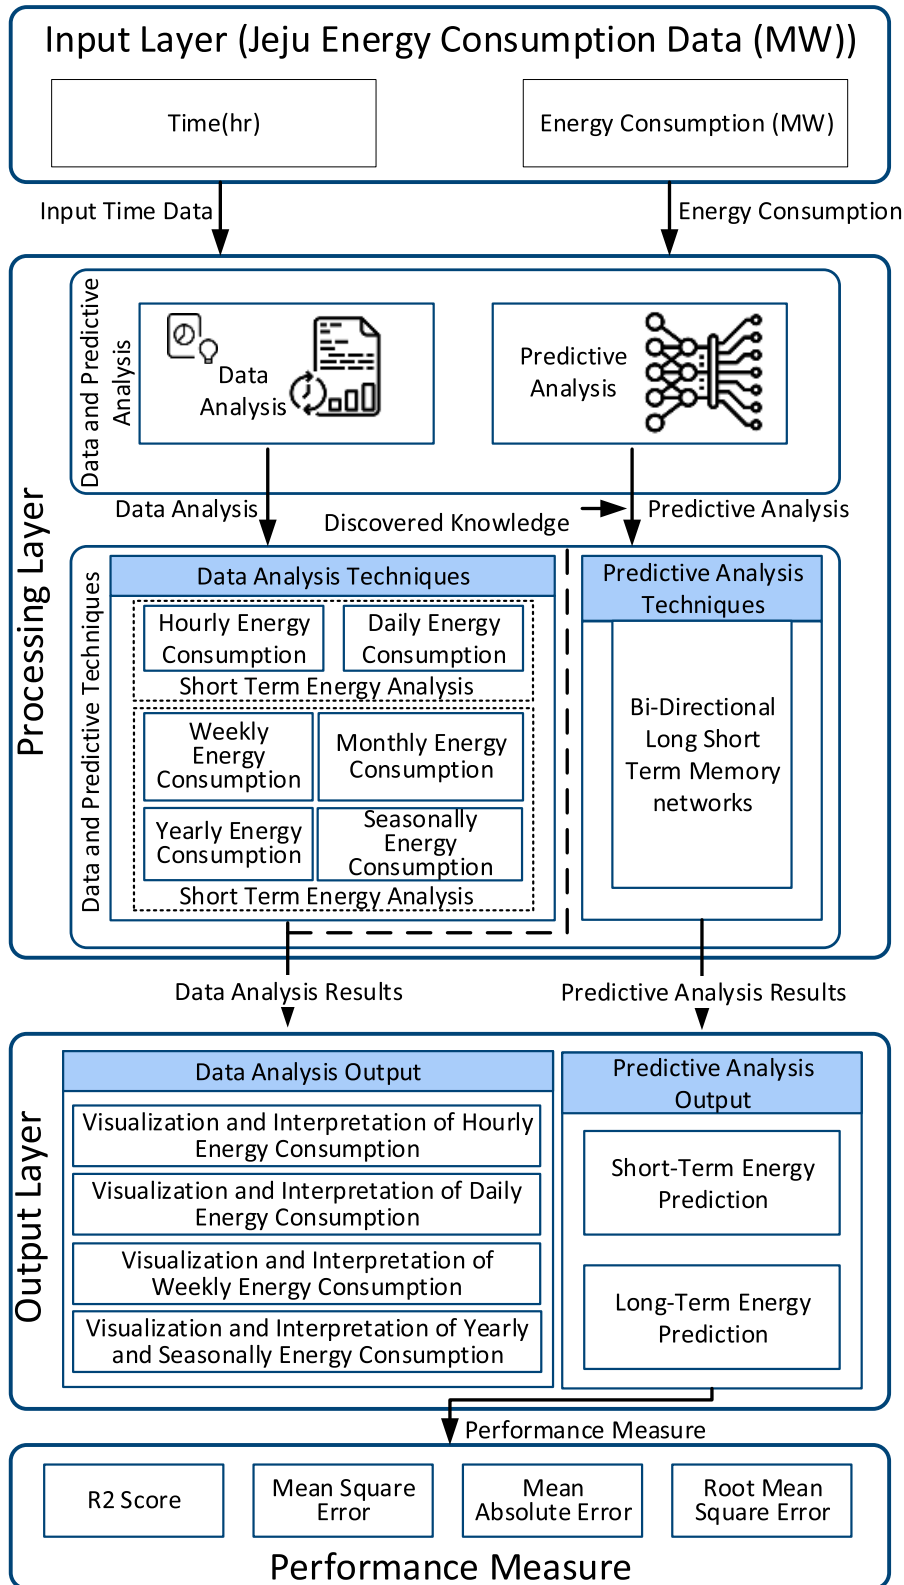 Input Layer (Jeju Energy Consumption Data (MW))
Time(hr)
Energy Consumption (MW)
Input Time Data
Energy Consumption
Processing Layer
Data and Predictive
Analysis
Data
Analysis
Predictive
Analysis
Data Analysis
Discovered Knowledge
Predictive Analysis
Data and Predictive Techniques
Data Analysis Techniques
Hourly Energy
Consumption
Daily Energy
Consumption
Short Term Energy Analysis
Weekly
Energy
Consumption
Monthly Energy
Consumption
Yearly Energy
Consumption
Seasonally
Energy
Consumption
Short Term Energy Analysis
Predictive Analysis
Techniques
Bi-Directional
Long Short
Term Memory
networks
Data Analysis Results
Predictive Analysis Results
Output Layer
Data Analysis Output
Visualization and Interpretation of Hourly
Energy Consumption
Visualization and Interpretation of Daily
Energy Consumption
Visualization and Interpretation of
Weekly Energy Consumption
Visualization and Interpretation of Yearly
and Seasonally Energy Consumption
Predictive Analysis
Output
Short-Term Energy
Prediction
Long-Term Energy
Prediction
Performance Measure
R2 Score
Mean Square
Error
Mean
Absolute Error
Root Mean
Square Error
Performance Measure